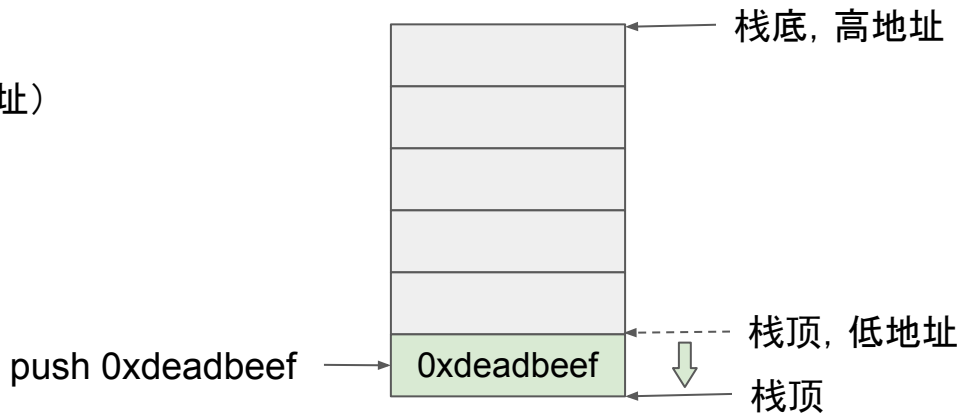 栈底，高地址
址）
栈顶，低地址
push 0xdeadbeef
0xdeadbeef
栈顶